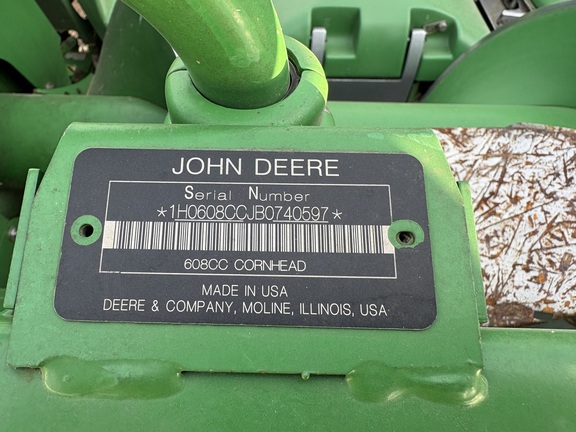 JOHN DEERE
Serial Number
*1H0608CCJB0740597*
608CC CORNHEAD
MADE IN USA
DEERE & COMPANY, MOLINE, ILLINOIS, USA